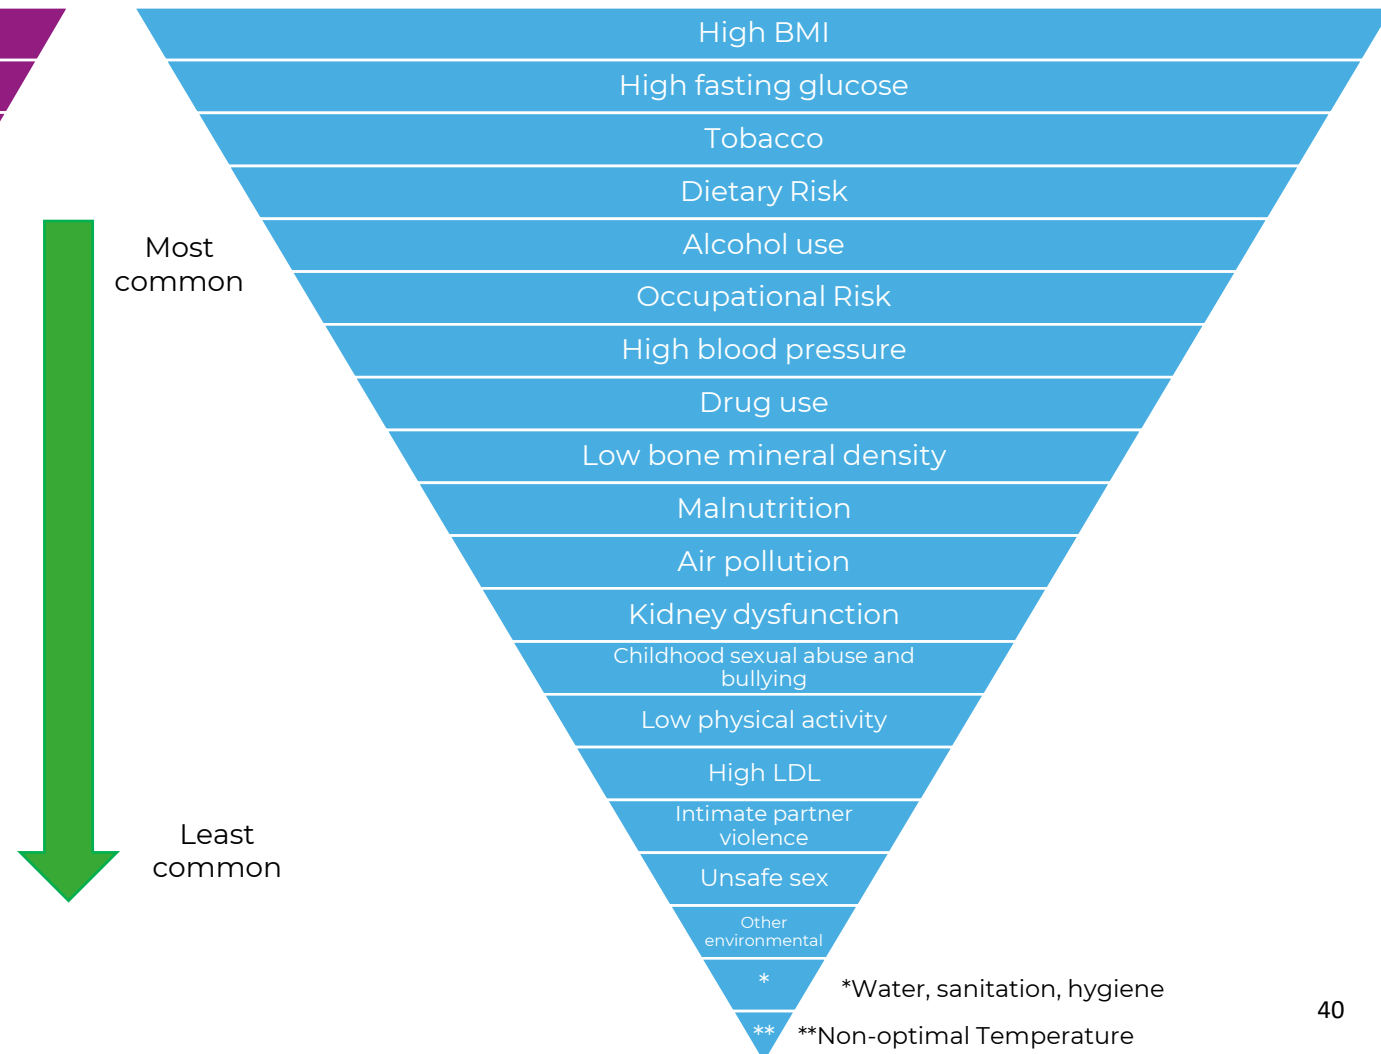 High BMI
High fasting glucose
Tobacco
Dietary Risk
Most
common
Alcohol use
Occupational Risk
High blood pressure
Drug use
Low bone mineral density
Malnutrition
Air pollution
Kidney dysfunction
Childhood sexual abuse and
bullying
Low physical activity
High LDL
Intimate partner
violence
Least
common
Unsafe sex
Other
environmental
*
*Water, sanitation, hygiene
40
**
**Non-optimal Temperature